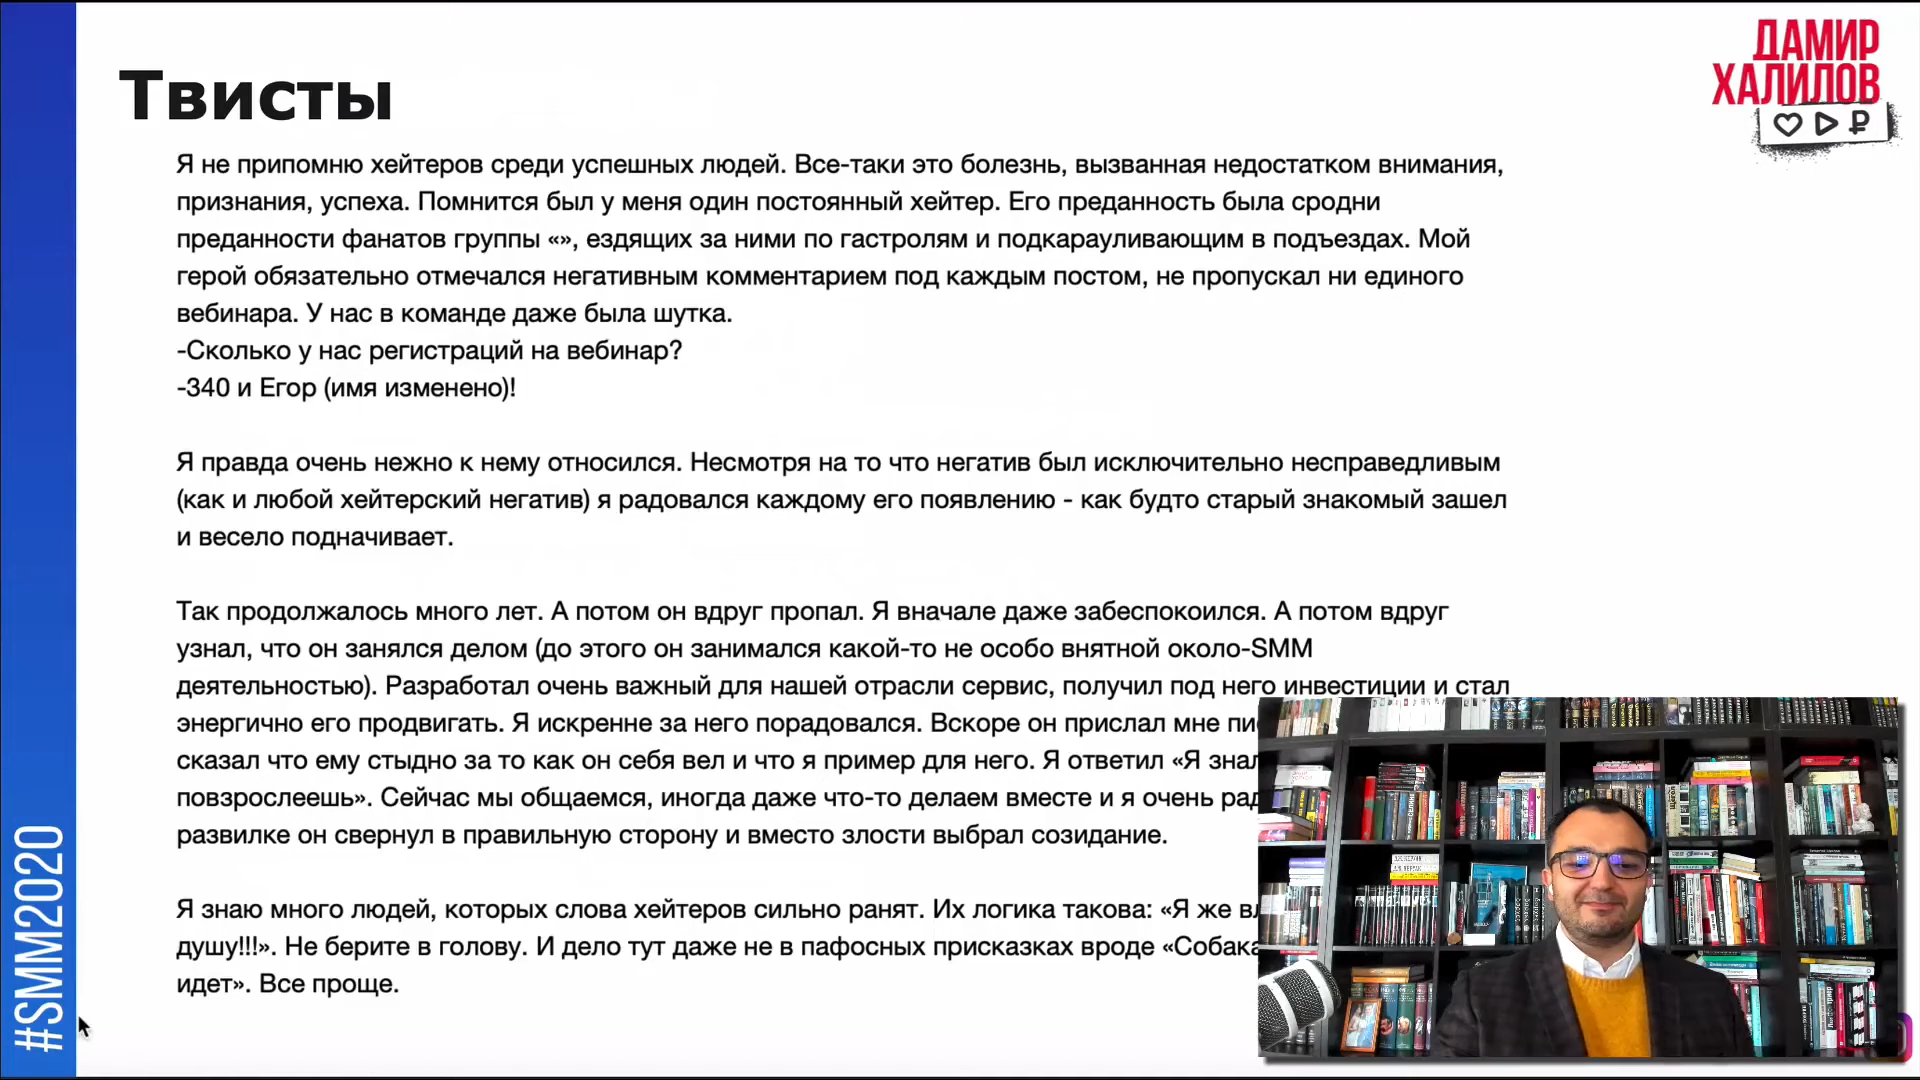 Твисты
ДАМИР
ХАЛИЛОВ
Я не припомню хейтеров среди успешных людей. Все-таки это болезнь, вызванная недостатком внимания,
признания, успеха. Помнится был у меня один постоянный хейтер. Его преданность была сродни
преданности фанатов группы «», ездящих за ними по гастролям и подкарауливающим в подъездах. Мой
герой обязательно отмечался негативным комментарием под каждым постом, не пропускал ни единого
вебинара. У нас в команде даже была шутка.
-Сколько у нас регистраций на вебинар?
-340 и Егор (имя изменено)!
Я правда очень нежно к нему относился. Несмотря на то что негатив был исключительно несправедливым
(как и любой хейтерский негатив) я радовался каждому его появлению - как будто старый знакомый зашел
и весело подначивает.
Так продолжалось много лет. А потом он вдруг пропал. Я вначале даже забеспокоился. А потом вдруг
узнал, что он занялся делом (до этого он занимался какой-то не особо внятной около-SMM
деятельностью). Разработал очень важный для нашей отрасли сервис, получил под него инвестиции и стал
энергично его продвигать. Я искренне за него порадовался. Вскоре он прислал мне
сказал что ему стыдно за то как он себя вел и что я пример для него. Я ответил «Я
повзрослеешь». Сейчас мы общаемся, иногда даже что-то делаем вместе и я очень
развилке он свернул в правильную сторону и вместо злости выбрал созидание.
Я знаю много людей, которых слова хейтеров сильно ранят. Их логика такова: «Я же
душу!!!». Не берите в голову. И дело тут даже не в пафосных присказках вроде «Собака
идет». Все проще.
#SMM2020